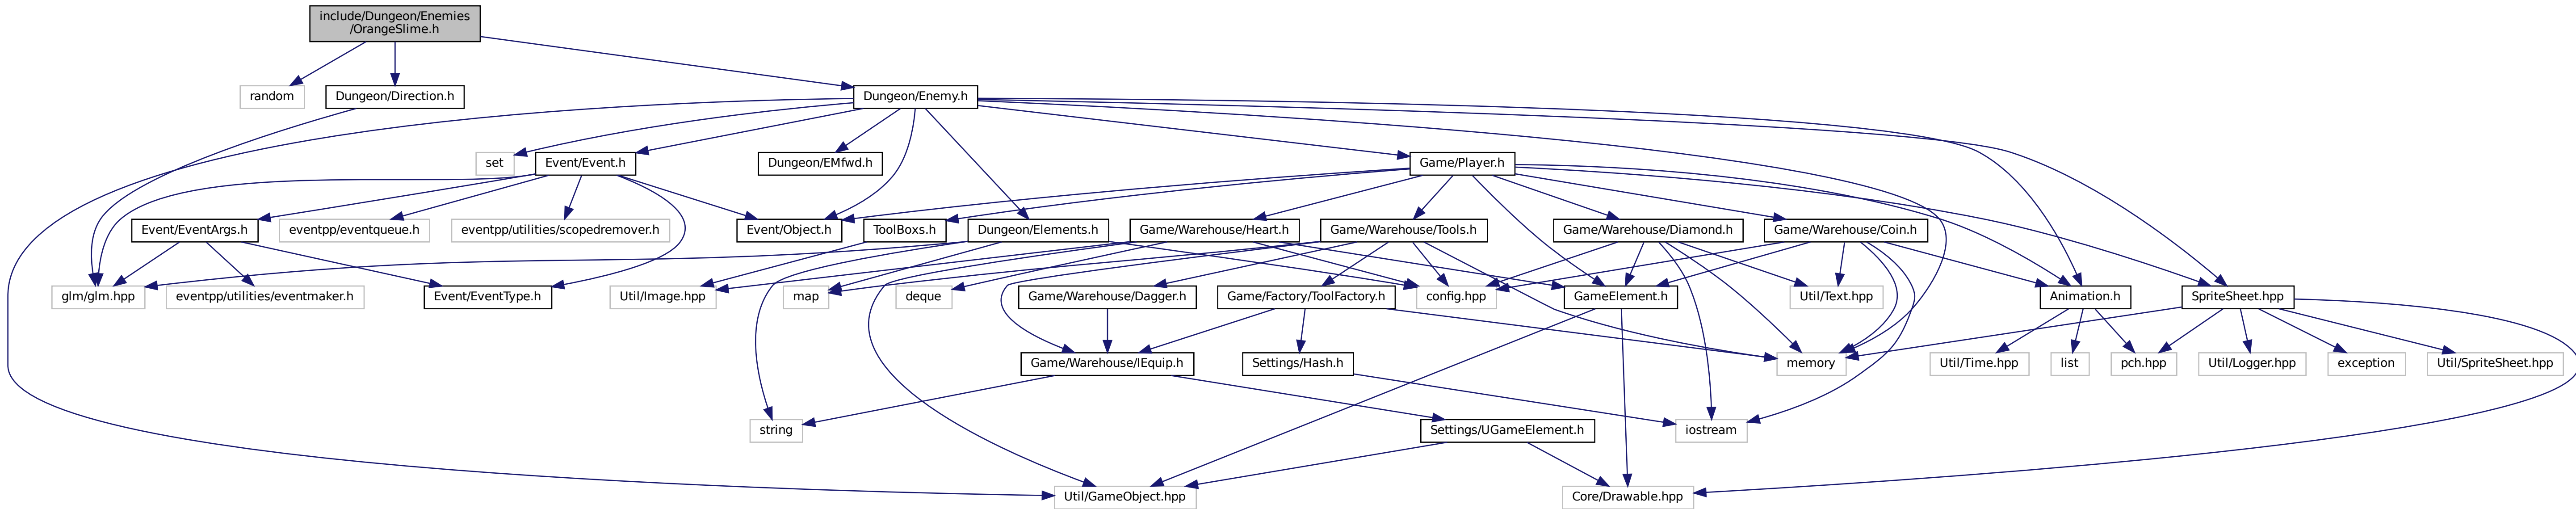 include/Dungeon/Enemies
/OrangeSlime.h
random
Dungeon/Direction.h
Dungeon/Enemy.h
set
Event/Event.h
Dungeon/EMfwd.h
Game/Player.h
Event/EventArgs.h
eventpp/eventqueue.h
eventpp/utilities/scopedremover.h
Event/Object.h
ToolBoxs.h
Dungeon/Elements.h
Game/Warehouse/Heart.h
Game/Warehouse/Tools.h
Game/Warehouse/Diamond.h
Game/Warehouse/Coin.h
glm/glm.hpp
eventpp/utilities/eventmaker.h
Event/EventType.h
Util/Image.hpp
map
deque
Game/Warehouse/Dagger.h
Game/Factory/ToolFactory.h
config.hpp
GameElement.h
Util/Text.hpp
Animation.h
SpriteSheet.hpp
Game/Warehouse/IEquip.h
Settings/Hash.h
memory
Util/Time.hpp
list
pch.hpp
Util/Logger.hpp
exception
Util/SpriteSheet.hpp
string
Settings/UGameElement.h
iostream
Util/GameObject.hpp
Core/Drawable.hpp